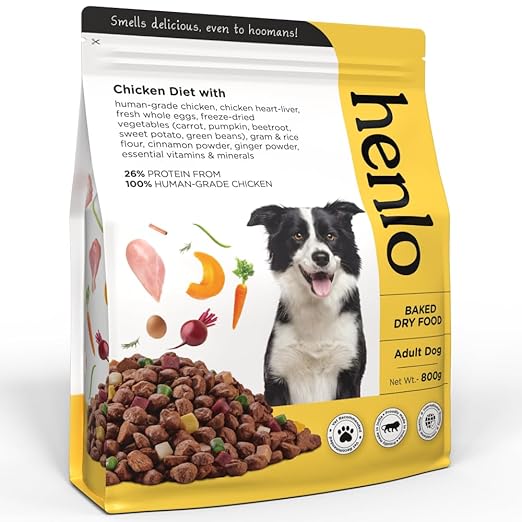 Smells delicious, even to hoomans!
Chicken Diet with
human-grade chicken, chicken heart-liver,
fresh whole eggs, freeze-dried
vegetables (carrot, pumpkin, beetroot,
sweet potato, green beans), gram & rice
flour, cinnamon powder, ginger powder,
essential vitamins & minerals
26% PROTEIN FROM
100% HUMAN-GRADE CHICKEN
henlo
BAKED
DRY FOOD
Adult Dog
Net Wt.- 800g